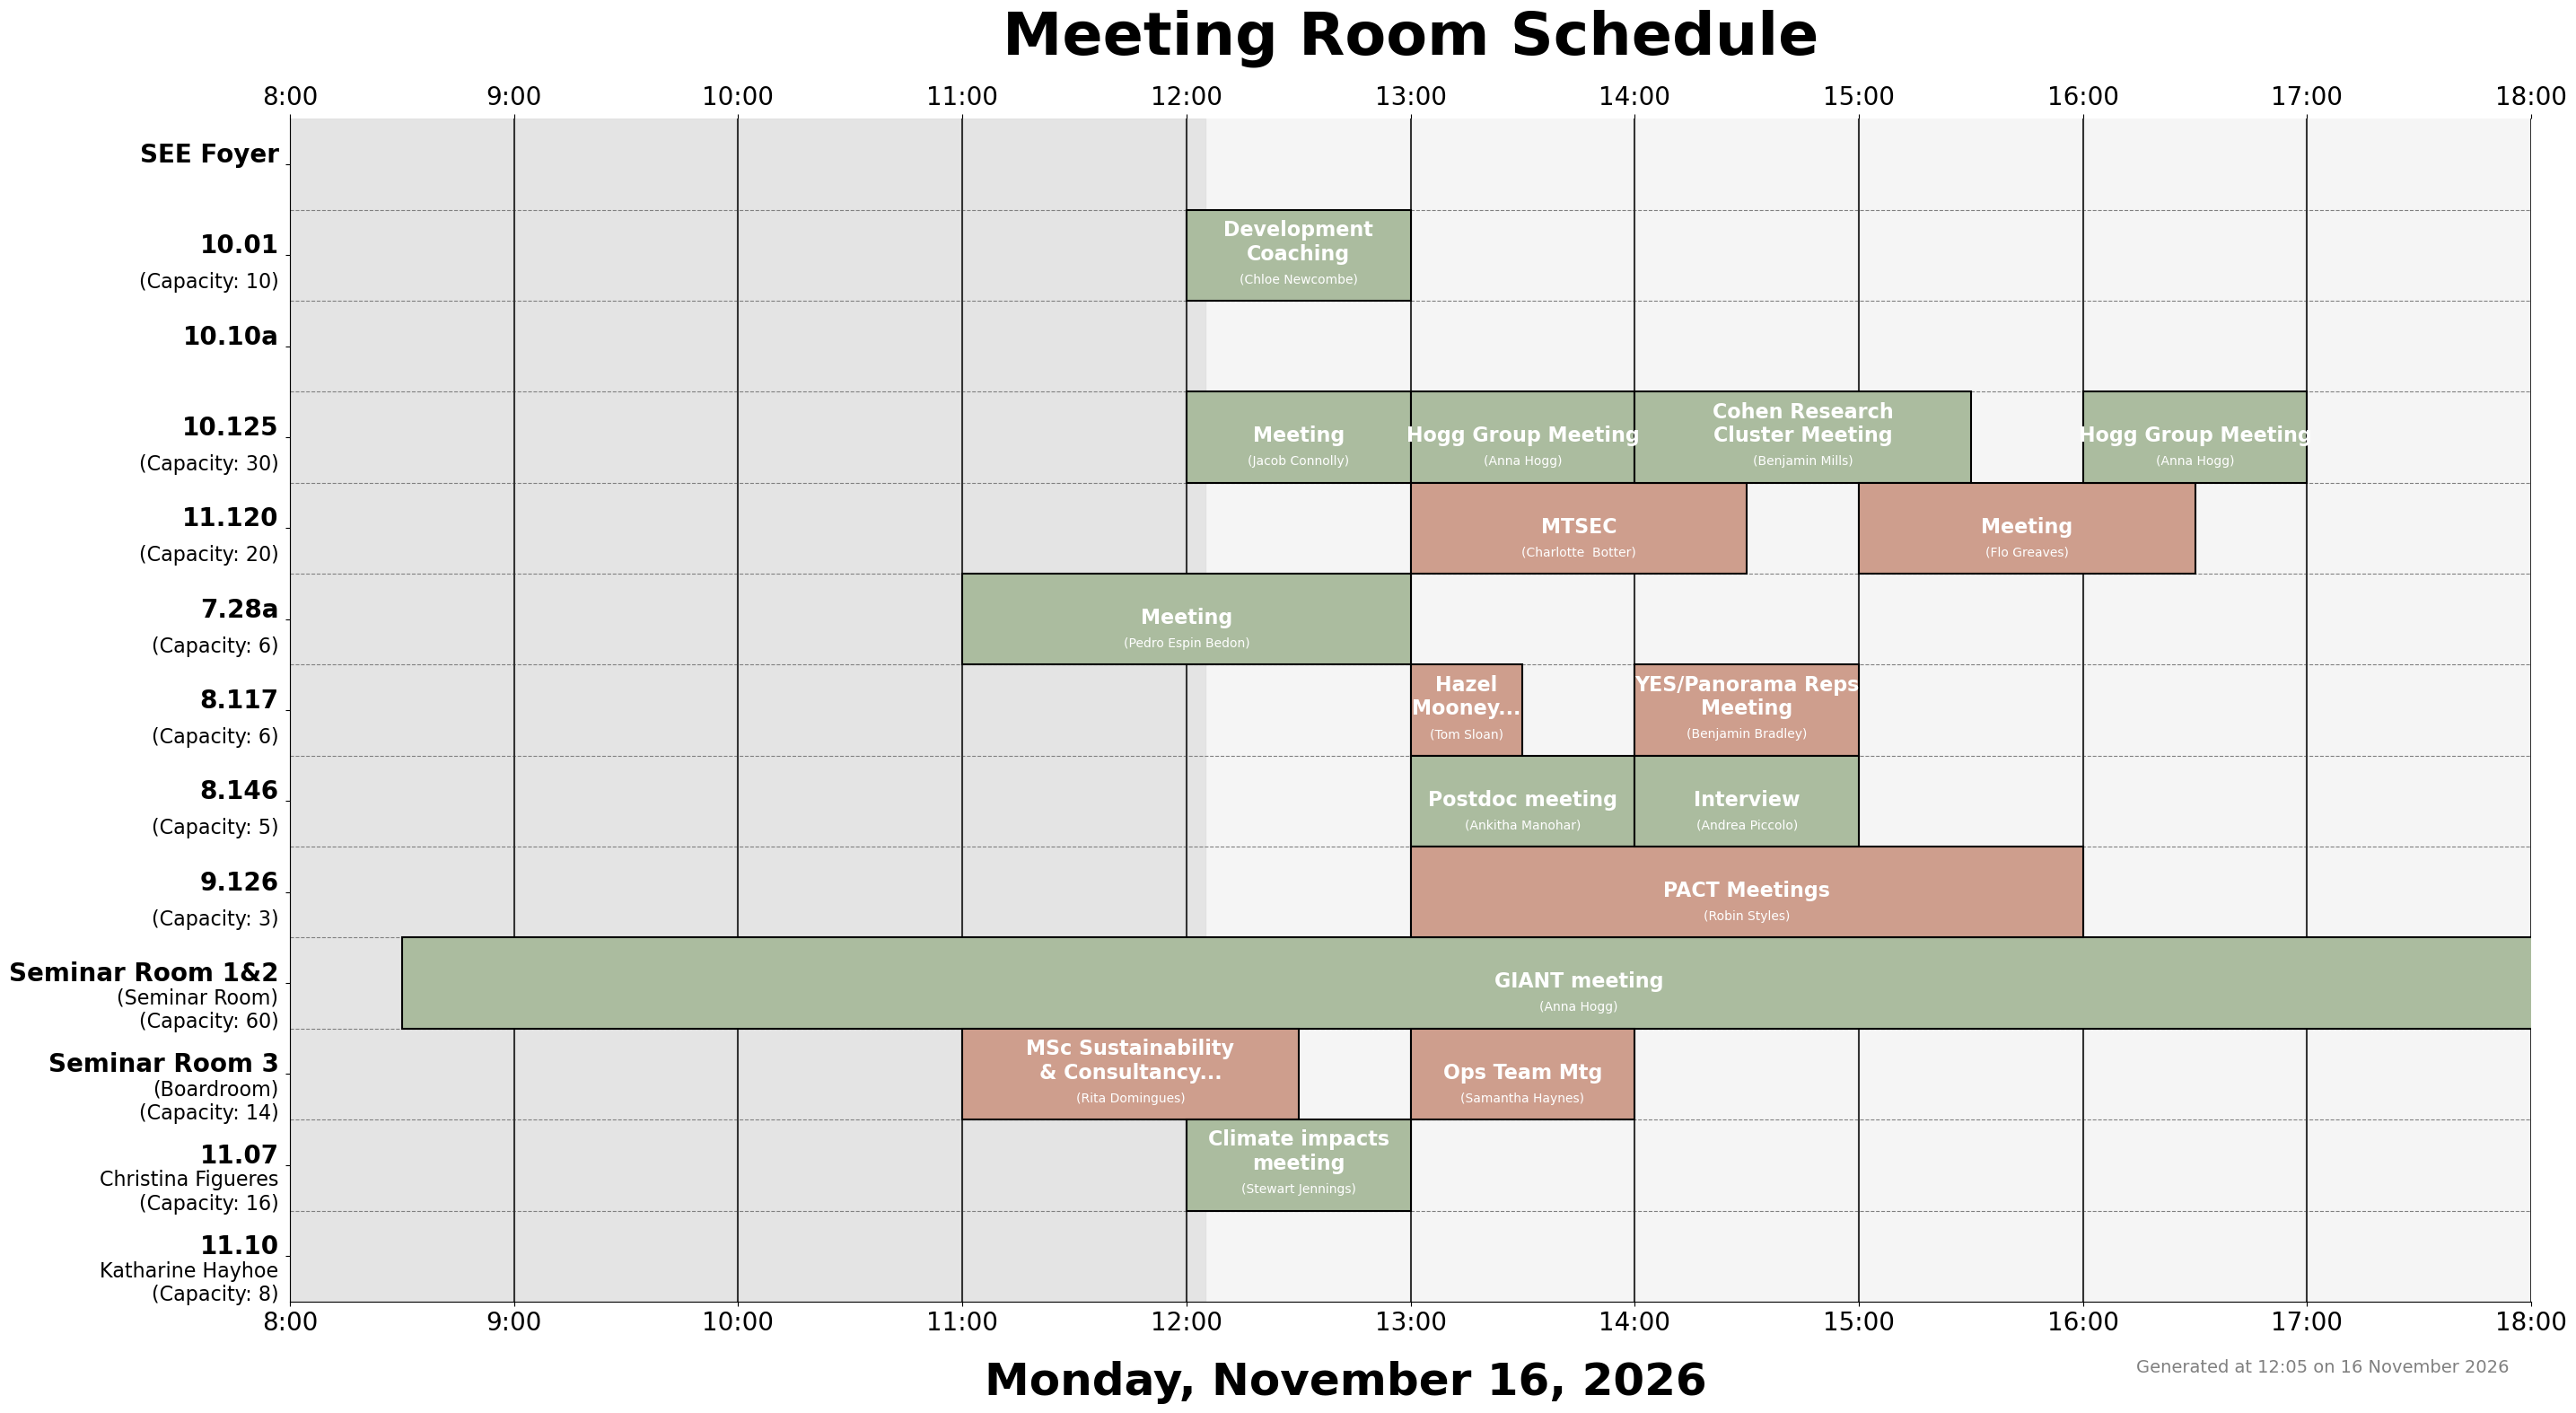 Meeting Room Schedule
8:00 9:00 10:00 11:00 12:00 13:00 14:00 15:00 16:00 17:00 18:00
SEE Foyer
10.01
(Capacity: 10)
Development
Coaching
(Chloe Newcombe)
10.10a
10.125
(Capacity: 30)
Meeting
(Jacob Connolly)
Hogg Group Meeting
(Anna Hogg)
Cohen Research
Cluster Meeting
(Benjamin Mills)
Hogg Group Meeting
(Anna Hogg)
11.120
(Capacity: 20)
MTSEC
(Charlotte  Botter)
Meeting
(Flo Greaves)
7.28a
(Capacity: 6)
Meeting
(Pedro Espin Bedon)
8.117
(Capacity: 6)
Hazel
Mooney...
(Tom Sloan)
YES/Panorama Reps
Meeting
(Benjamin Bradley)
8.146
(Capacity: 5)
Postdoc meeting
(Ankitha Manohar)
Interview
(Andrea Piccolo)
9.126
(Capacity: 3)
PACT Meetings
(Robin Styles)
Seminar Room 1&2
(Seminar Room)
(Capacity: 60)
GIANT meeting
(Anna Hogg)
Seminar Room 3
(Boardroom)
(Capacity: 14)
MSc Sustainability
& Consultancy...
(Rita Domingues)
Ops Team Mtg
(Samantha Haynes)
11.07
Christina Figueres
(Capacity: 16)
Climate impacts
meeting
(Stewart Jennings)
11.10
Katharine Hayhoe
(Capacity: 8)
8:00 9:00 10:00 11:00 12:00 13:00 14:00 15:00 16:00 17:00 18:00
Monday, November 16, 2026
Generated at 12:05 on 16 November 2026